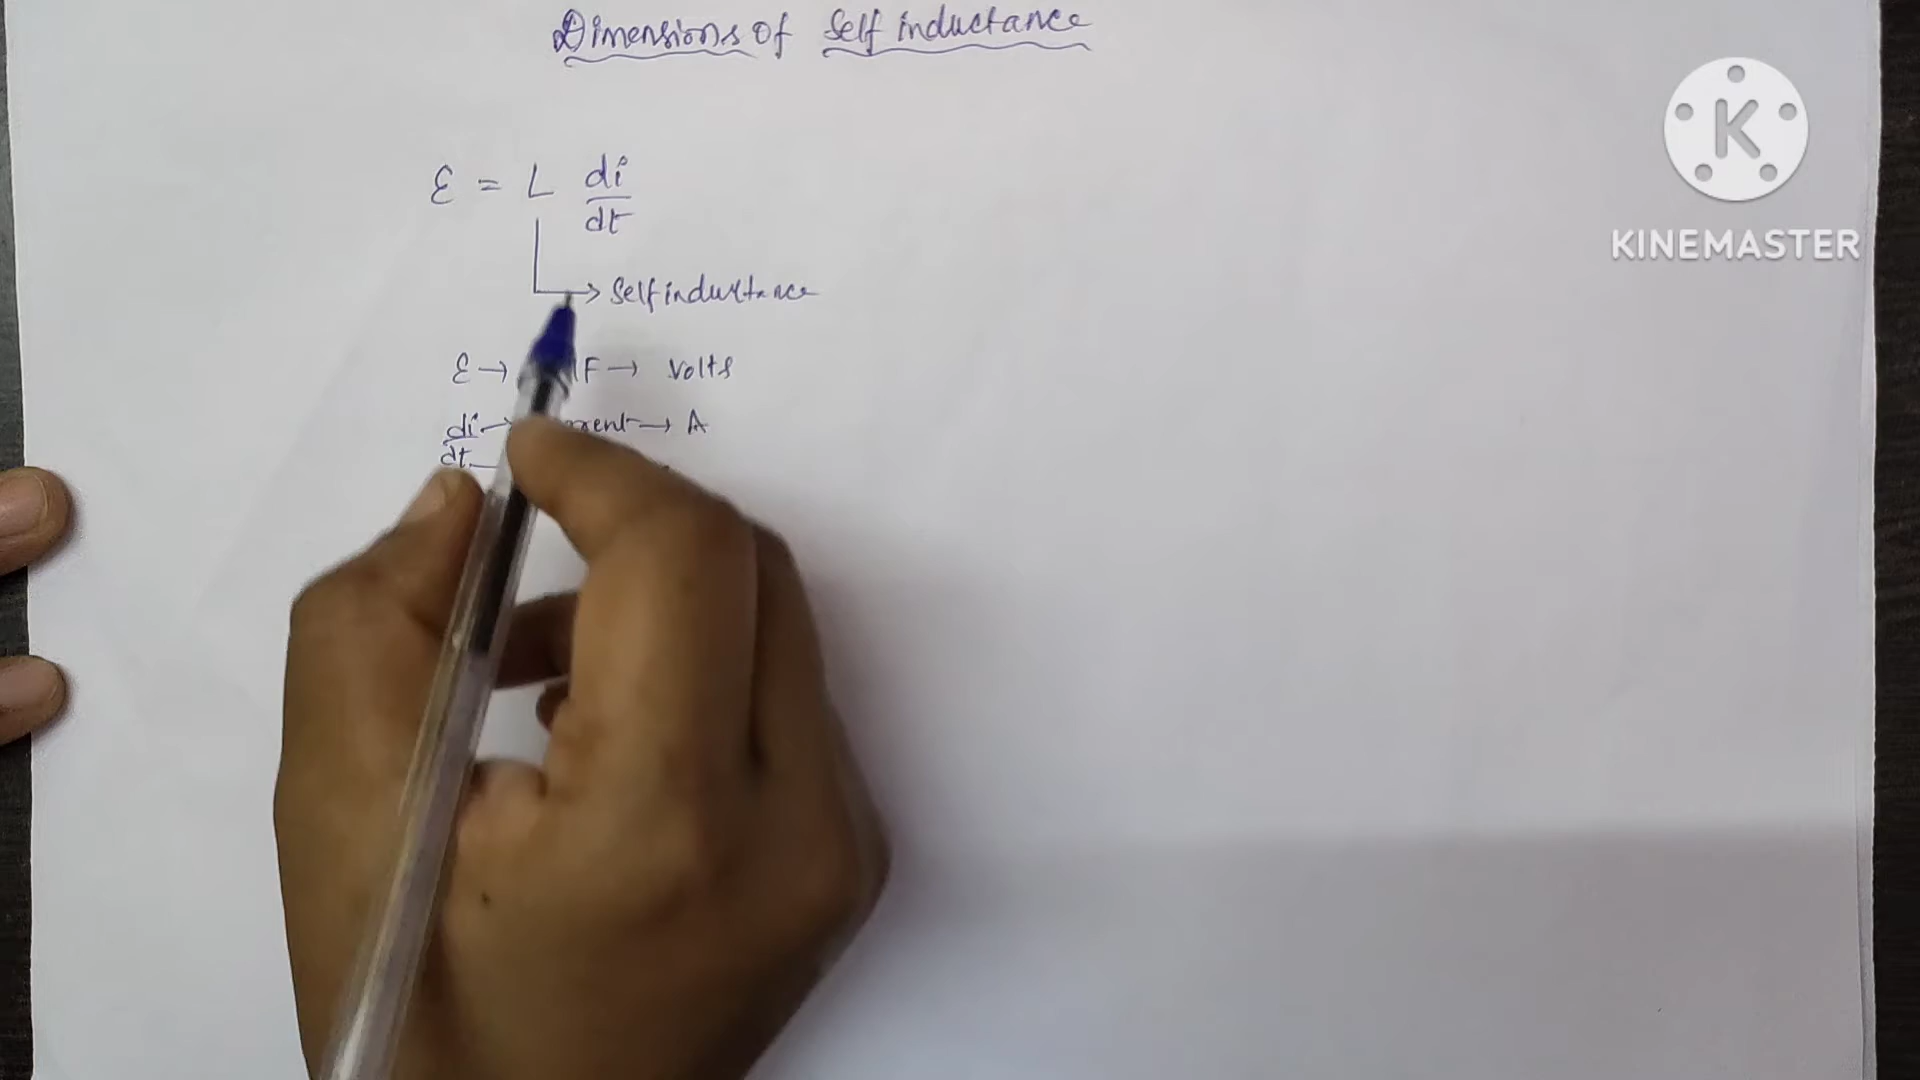 Dimensions of Self inductance
ε = L di/dt
→ Self inductance
ε → F → Volts
di → → A
dt
K
KINEMASTER